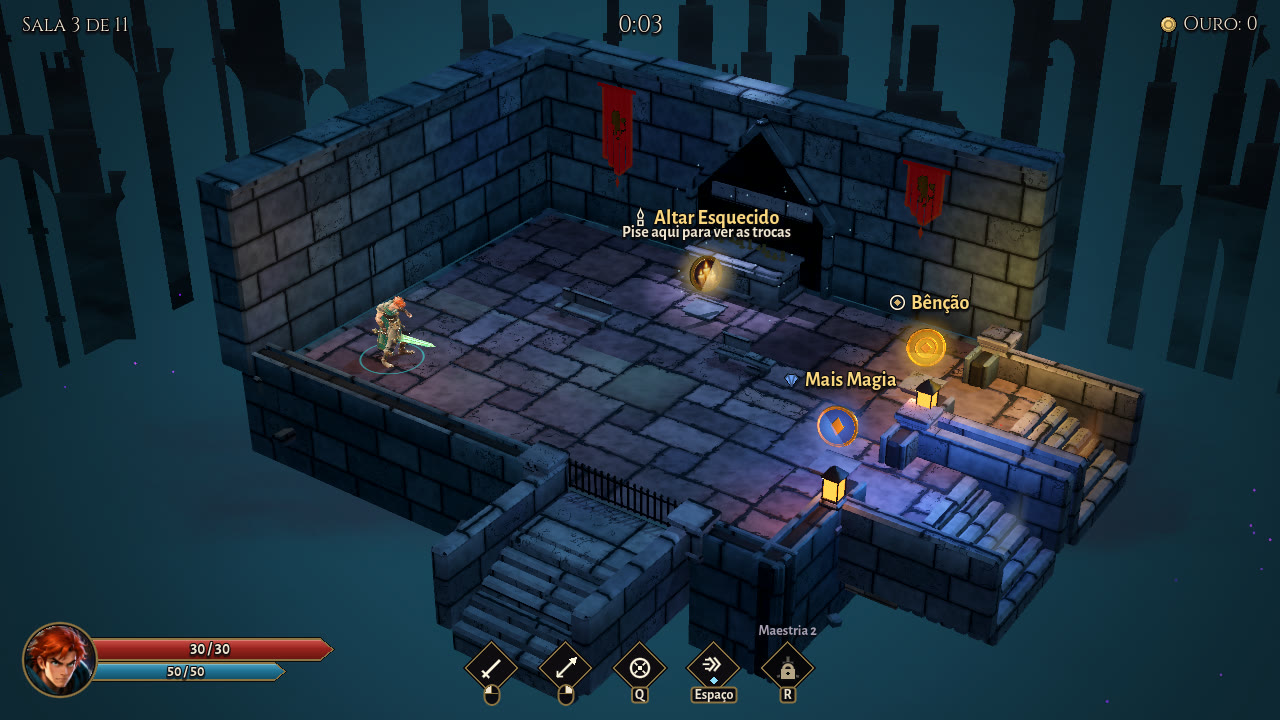 Sala 3 de 11
0:03
Ouro: 0
Altar Esquecido
Pise aqui para ver as trocas
Bênção
Mais Magia
30/30
50/50
Maestria 2
Q
Espaço
R